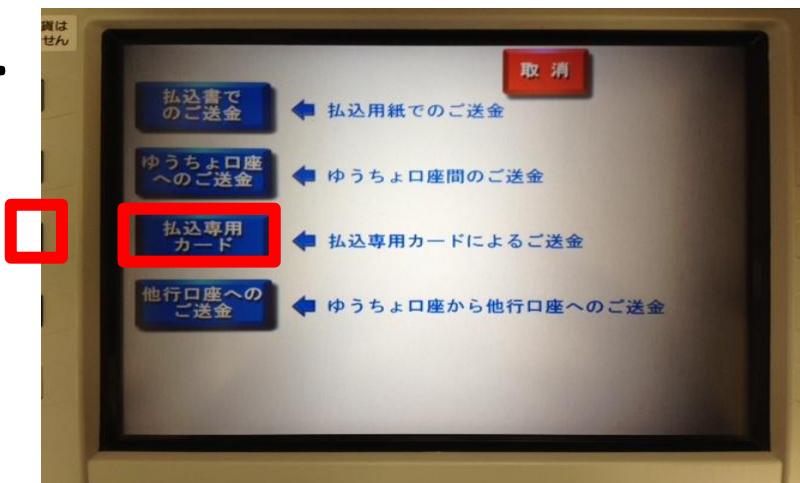 貨は
せん
取消
払込書で
のご送金
払込用紙でのご送金
ゆうちょ口座
へのご送金
ゆうちょ口座間のご送金
払込専用
カード
払込専用カードによるご送金
他行口座への
ご送金
ゆうちょ口座から他行口座へのご送金